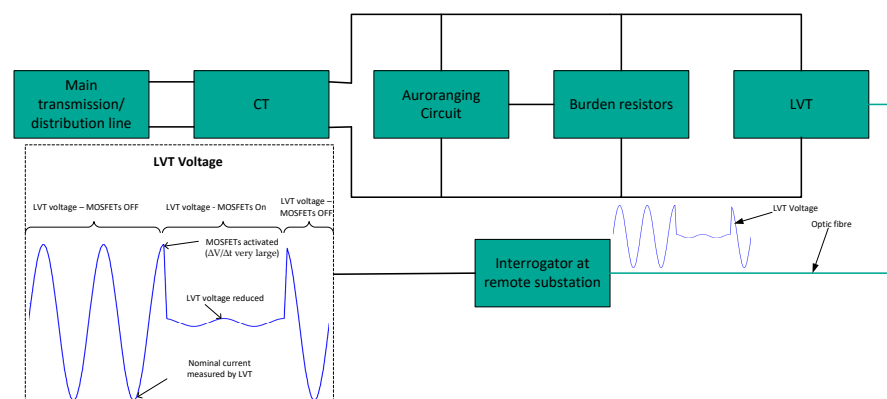 Main
transmission/
distribution line
CT
Auroranging
Circuit
Burden resistors
LVT
LVT Voltage
LVT voltage – MOSFETs OFF
LVT voltage - MOSFETs On
LVT voltage –
MOSFETs OFF
MOSFETs activated
(ΔV/Δt very large)
LVT voltage reduced
Nominal current
measured by LVT
Interrogator at
remote substation
LVT Voltage
Optic fibre